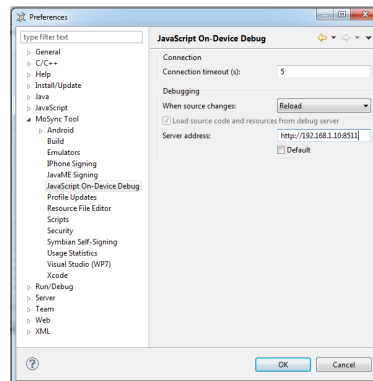 Preferences
type filter text
General
C/C++
Help
Install/Update
Java
JavaScript
MoSync Tool
Android
Build
Emulators
IPhone Signing
JavaME Signing
JavaScript On-Device Debug
Profile Updates
Resource File Editor
Scripts
Security
Symbian Self-Signing
Usage Statistics
Visual Studio (WP7)
Xcode
Run/Debug
Server
Team
Web
XML
JavaScript On-Device Debug
Connection
Connection timeout (s): 5
Debugging
When source changes: Reload
Load source code and resources from debug server
Server address: http://192.168.1.10:8511
Default
OK Cancel